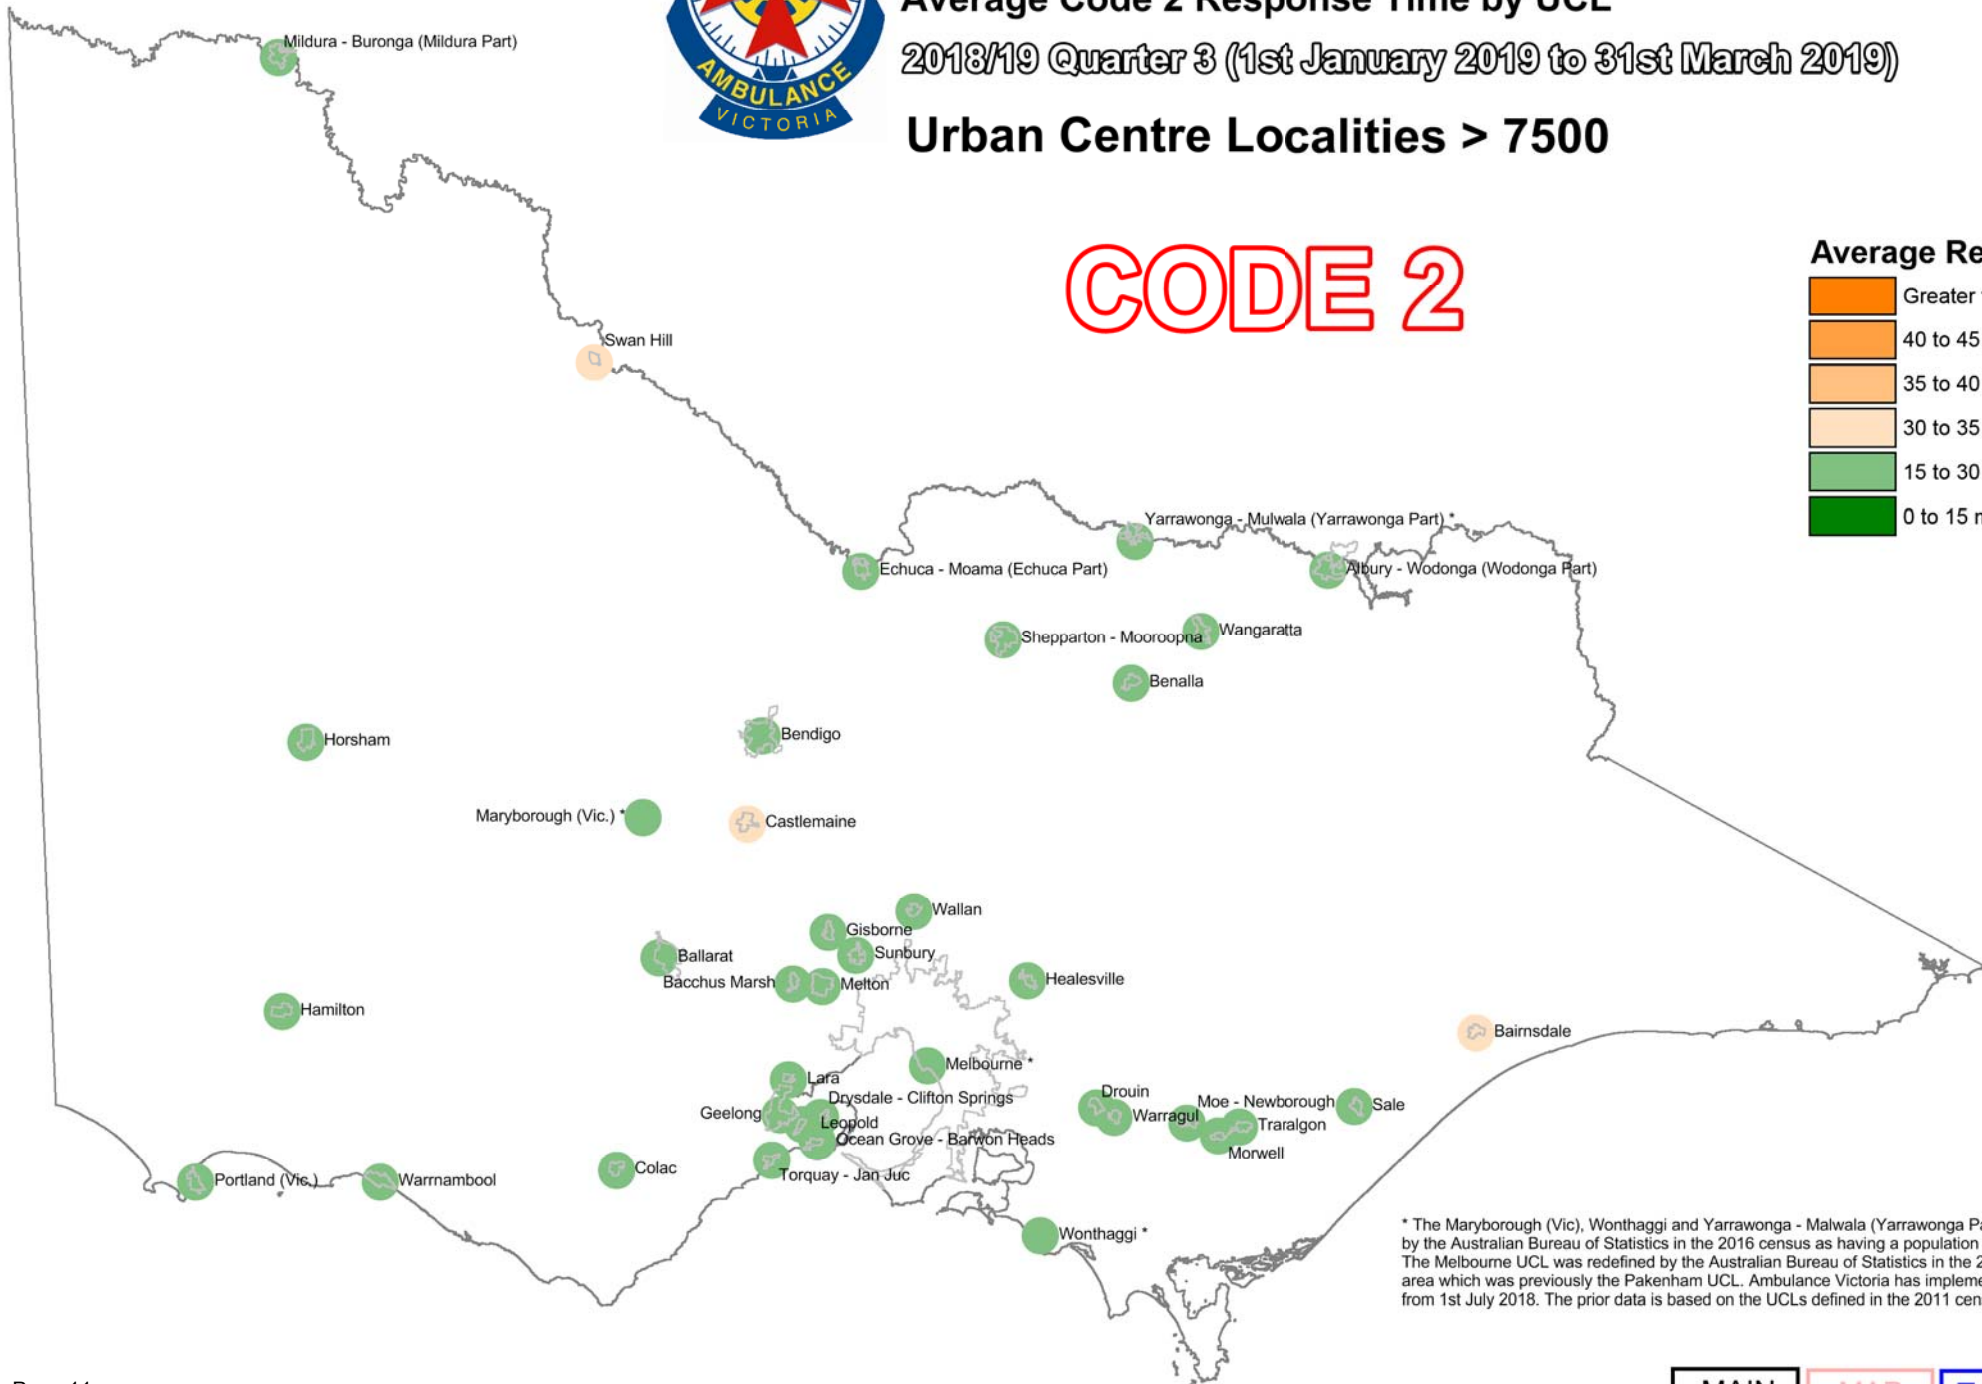 Average Code 2 Response Time by UCL
2018/19 Quarter 3 (1st January 2019 to 31st March 2019)
Urban Centre Localities > 7500
AMBULANCE
VICTORIA
CODE 2
Average Re
Greater
40 to 45
35 to 40
30 to 35
15 to 30
0 to 15
Mildura - Buronga (Mildura Part)
Swan Hill
Yarrawonga - Mulwala (Yarrawonga Part) *
Echuca - Moama (Echuca Part)
Albury - Wodonga (Wodonga Part)
Shepparton - Mooroopna
Wangaratta
Benalla
Horsham
Bendigo
Maryborough (Vic.) *
Castlemaine
Wallan
Gisborne
Sunbury
Ballarat
Bacchus Marsh
Melton
Healesville
Hamilton
Bairnsdale
Melbourne *
Lara
Drysdale - Clifton Springs
Geelong
Leopold
Ocean Grove - Barwon Heads
Torquay - Jan Juc
Drouin
Warragul
Moe - Newborough
Sale
Traralgon
Morwell
Colac
Portland (Vic.)
Warrnambool
Wonthaggi *
* The Maryborough (Vic), Wonthaggi and Yarrawonga - Malwala (Yarrawonga Pa
by the Australian Bureau of Statistics in the 2016 census as having a population
The Melbourne UCL was redefined by the Australian Bureau of Statistics in the 2
area which was previously the Pakenham UCL. Ambulance Victoria has impleme
from 1st July 2018. The prior data is based on the UCLs defined in the 2011 cen